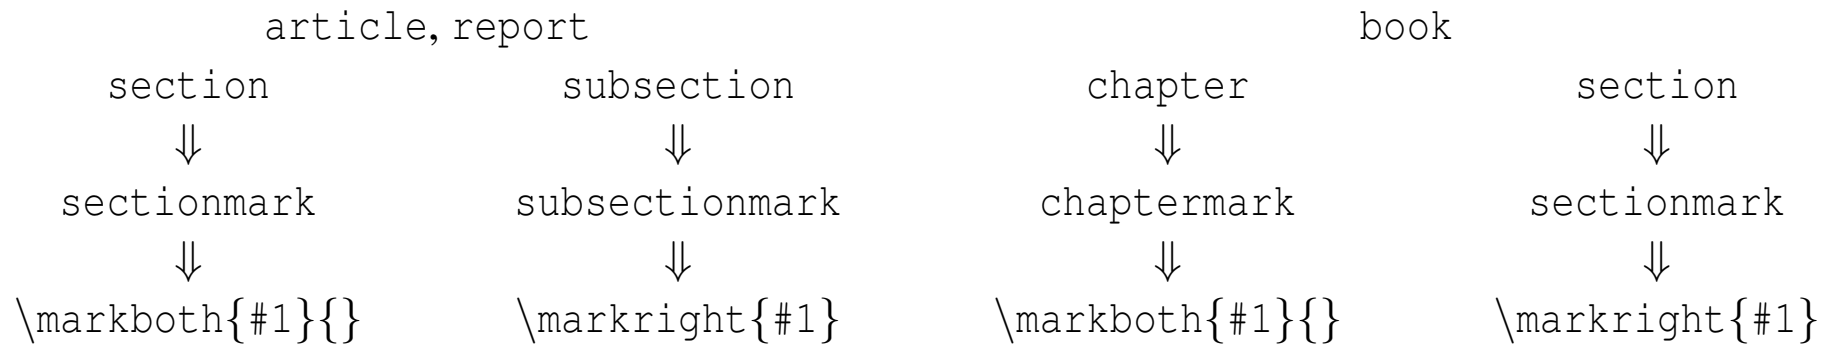 article, report book
section subsection chapter section
⇓ ⇓ ⇓ ⇓
sectionmark subsectionmark chaptermark sectionmark
⇓ ⇓ ⇓ ⇓
\markboth{#1}{} \markright{#1} \markboth{#1}{} \markright{#1}